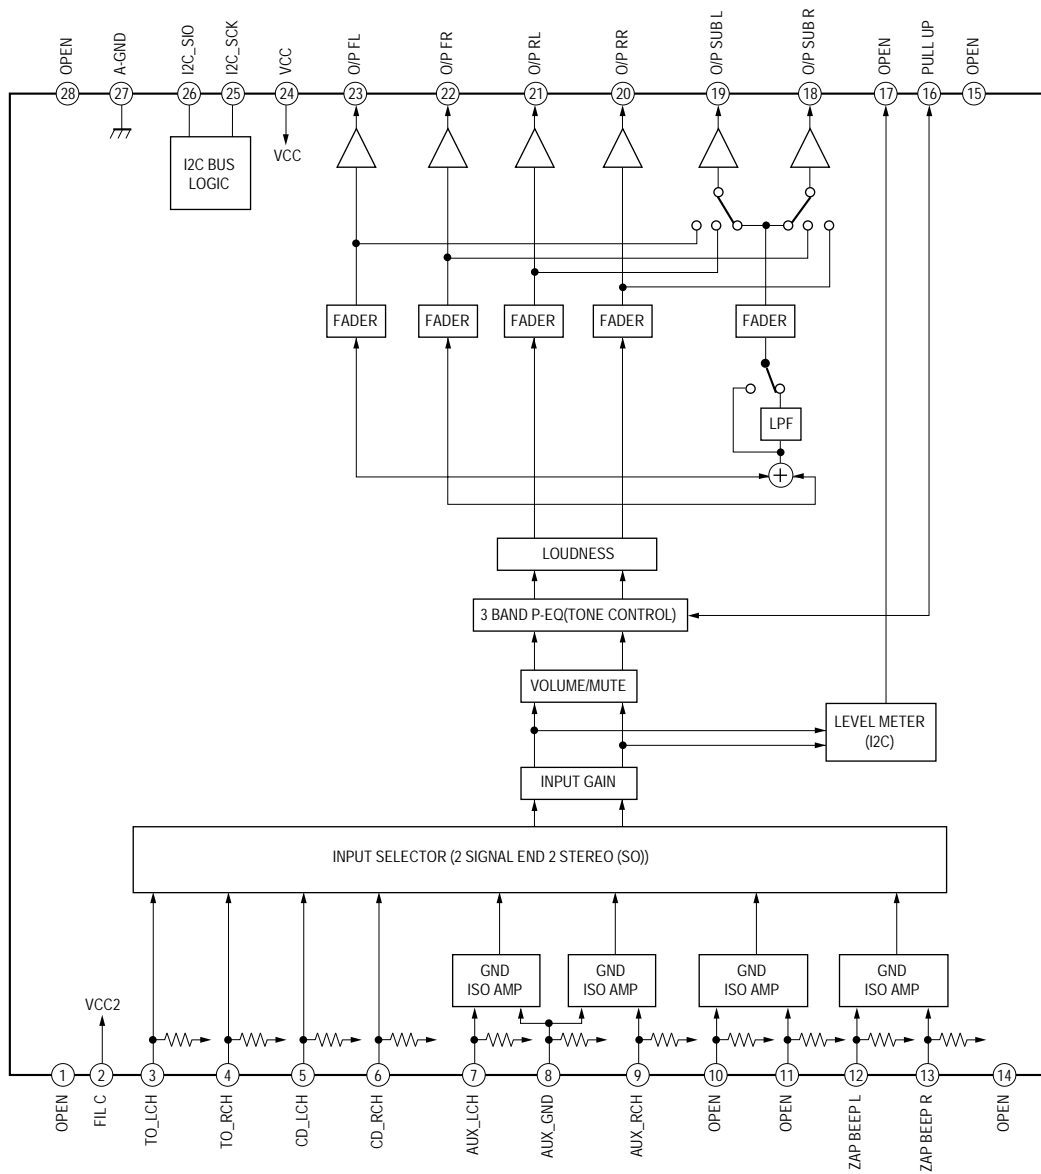 OPEN
A-GND
I2C_SIO
I2C_SCK
VCC
O/P FL
O/P FR
O/P RL
O/P RR
O/P SUB L
O/P SUB R
OPEN
PULL UP
OPEN
28
27
26
25
24
23
22
21
20
19
18
17
16
15
I2C BUS
LOGIC
VCC
FADER
FADER
FADER
FADER
FADER
LPF
+
LOUDNESS
3 BAND P-EQ(TONE CONTROL)
VOLUME/MUTE
LEVEL METER
(I2C)
INPUT GAIN
INPUT SELECTOR (2 SIGNAL END 2 STEREO (SO))
GND
ISO AMP
GND
ISO AMP
GND
ISO AMP
GND
ISO AMP
VCC2
1
2
3
4
5
6
7
8
9
10
11
12
13
14
OPEN
FIL C
TO_LCH
TO_RCH
CD_LCH
CD_RCH
AUX_LCH
AUX_GND
AUX_RCH
OPEN
OPEN
ZAP BEEP L
ZAP BEEP R
OPEN